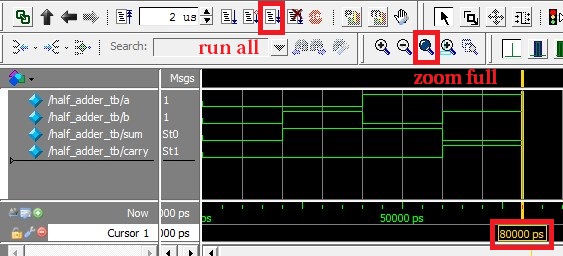 2 us
Search:
run all
zoom full
Msgs
/half_adder_tb/a 1
/half_adder_tb/b 1
/half_adder_tb/sum St0
/half_adder_tb/carry St1
Now 000 ps ps 50000 ps
Cursor 1 000 ps 80000 ps